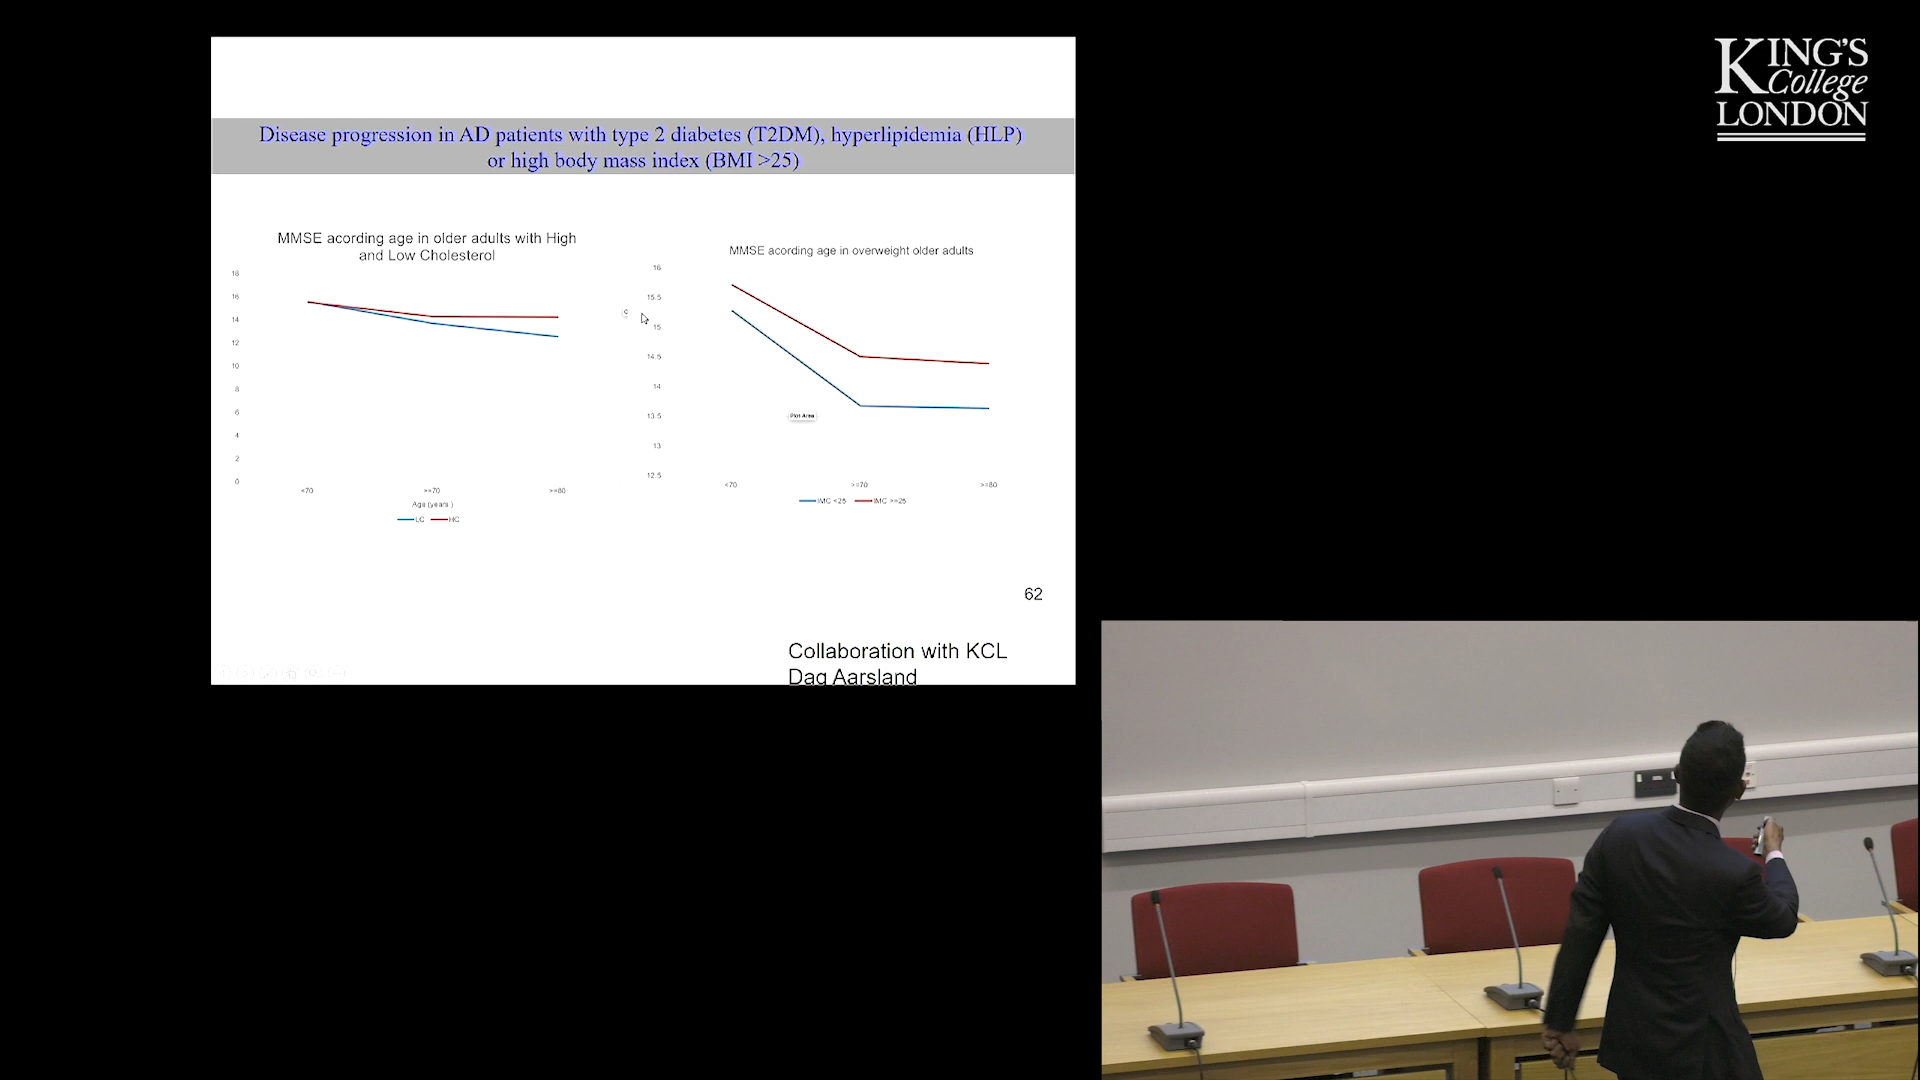 KING'S
College
LONDON
Disease progression in AD patients with type 2 diabetes (T2DM), hyperlipidemia (HLP)
or high body mass index (BMI >25)
MMSE acording age in older adults with High
and Low Cholesterol
18
16
14
12
10
8
6
4
2
0
<70
>=70
>=80
Age (years )
LC
HC
MMSE acording age in overweight older adults
16
15.5
15
14.5
14
13.5
13
12.5
Plot Area
<70
>=70
>=80
IMC <25
IMC >=25
62
Collaboration with KCL
Dag Aarsland